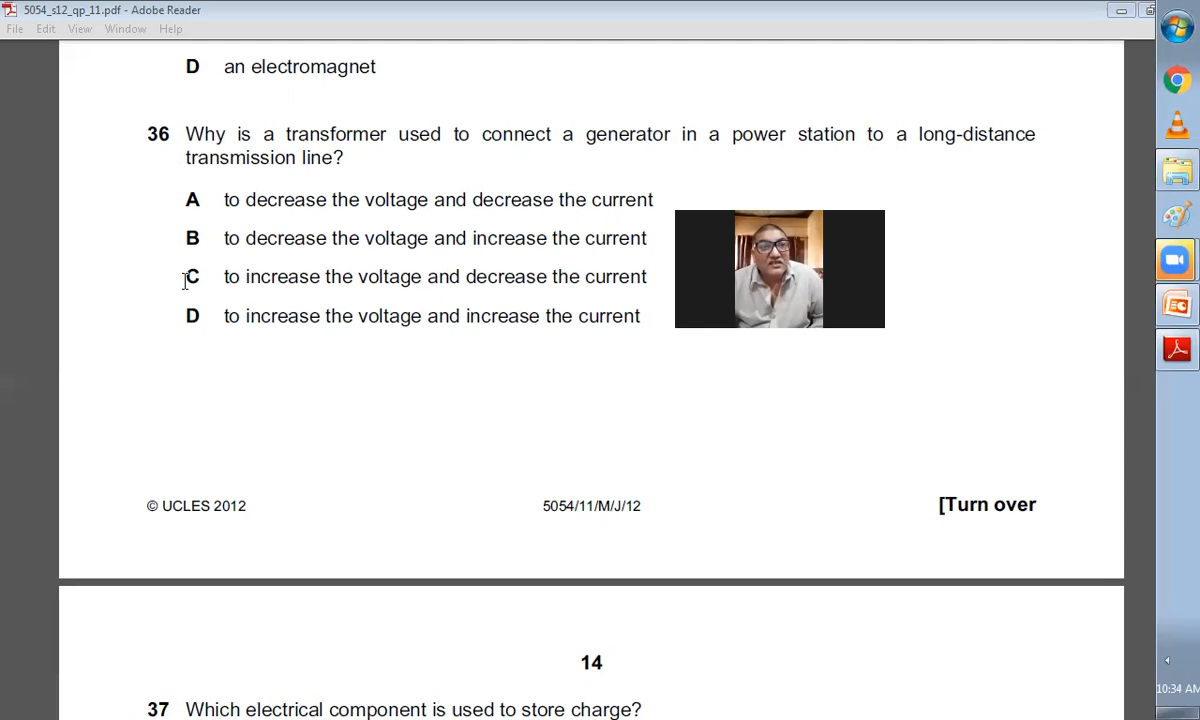 5054_s12_qp_11.pdf - Adobe Reader
File Edit View Window Help
D an electromagnet
36 Why is a transformer used to connect a generator in a power station to a long-distance
transmission line?
A to decrease the voltage and decrease the current
B to decrease the voltage and increase the current
C to increase the voltage and decrease the current
D to increase the voltage and increase the current
© UCLES 2012 5054/11/M/J/12 [Turn over
14
37 Which electrical component is used to store charge?
10:34 AM